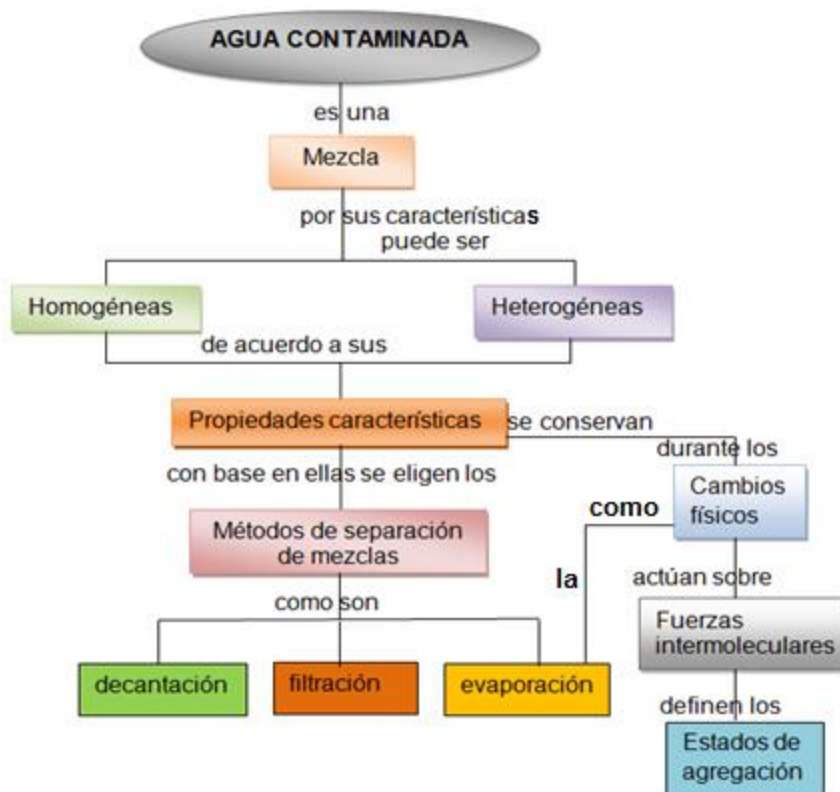 AGUA CONTAMINADA
es una
Mezcla
por sus características
puede ser
Homogéneas
Heterogéneas
de acuerdo a sus
Propiedades características
se conservan
durante los
con base en ellas se eligen los
Cambios
físicos
como
Métodos de separación
de mezclas
la
actúan sobre
como son
Fuerzas
intermoleculares
decantación
filtración
evaporación
definen los
Estados de
agregación